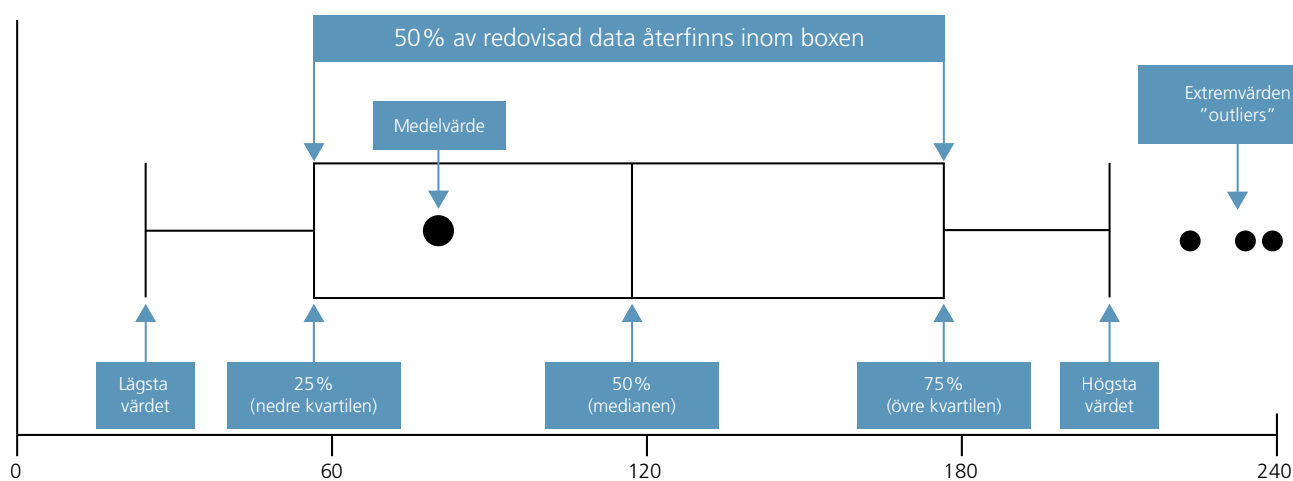 50% av redovisad data återfinns inom boxen
Extremvärden
”outliers”
Medelvärde
Lägsta
värdet
25%
(nedre kvartilen)
50%
(medianen)
75%
(övre kvartilen)
Högsta
värdet
0
60
120
180
240